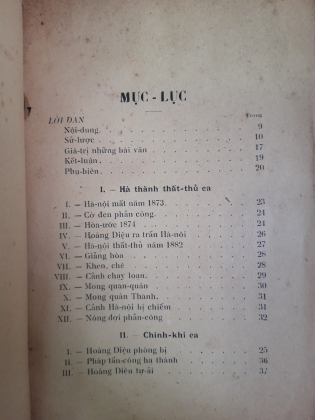 MỤC - LỤC
Trang
LỜI DẪN
Nội-dung. 9
Sử-lược. 10
Giá-trị những bài văn 17
Kết-luận. 19
Phụ-biên. 20
I. — Hà thành thất-thủ ca
I. — Hà-nội mất năm 1873. 23
II. — Cờ đen phản công. 24
III. — Hòa-ước 1874 24
IV. — Hoàng Diệu ra trấn Hà-nội 26
V. — Hà-nội thất-thủ năm 1882 27
VI. — Giảng hòa 28
VII. — Khen, chê 28
VIII. — Cảnh chạy loạn. 29
IX. — Mong quan-quân 30
X. — Mong quân Thanh. 31
XI. — Cảnh Hà-nội bị chiếm 31
XII. — Nóng đợi phản-công 32
II. — Chính-khí ca
I. — Hoàng Diệu phòng bị 25
II. — Pháp tấn-công hạ thành 36
III. — Hoàng Diệu tự-ải 37